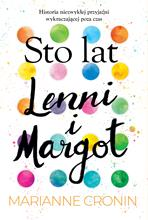 Historia niezwykłej przyjaźni
wykraczającej poza czas
Sto lat
Lenni
i
Margot
MARIANNE CRONIN